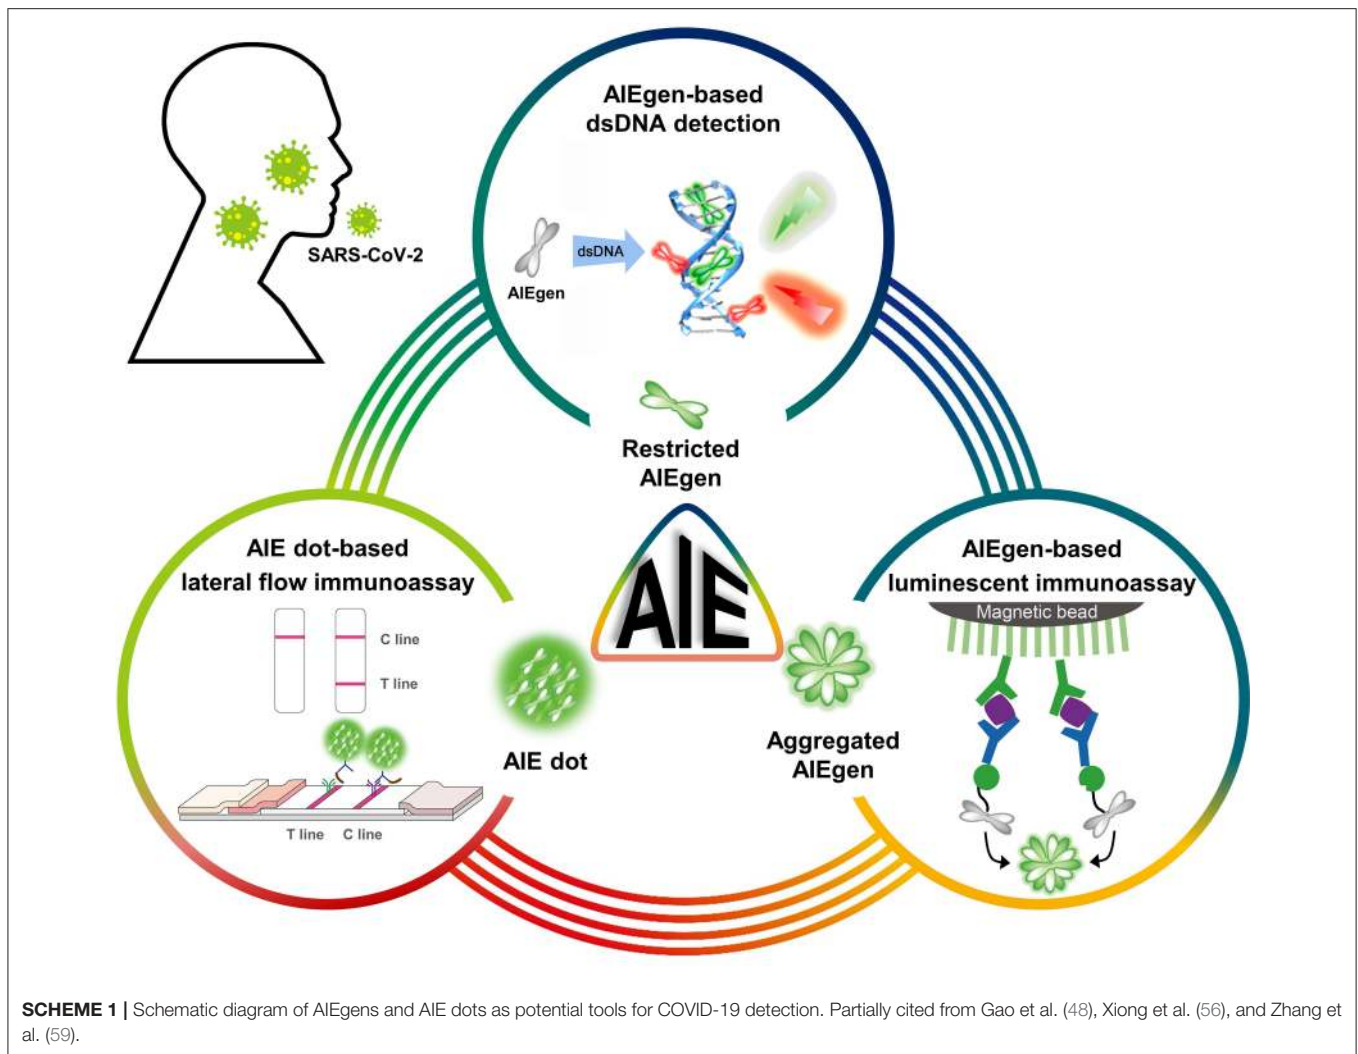 AIEgen-based
dsDNA detection
SARS-CoV-2
dsDNA
AIEgen
Restricted
AIEgen
AIE
AIE dot-based
lateral flow immunoassay
C line
T line
AIE dot
T line C line
AIEgen-based
luminescent immunoassay
Magnetic bead
Aggregated
AIEgen
SCHEME 1 | Schematic diagram of AIEgens and AIE dots as potential tools for COVID-19 detection. Partially cited from Gao et al. (48), Xiong et al. (56), and Zhang et
al. (59).